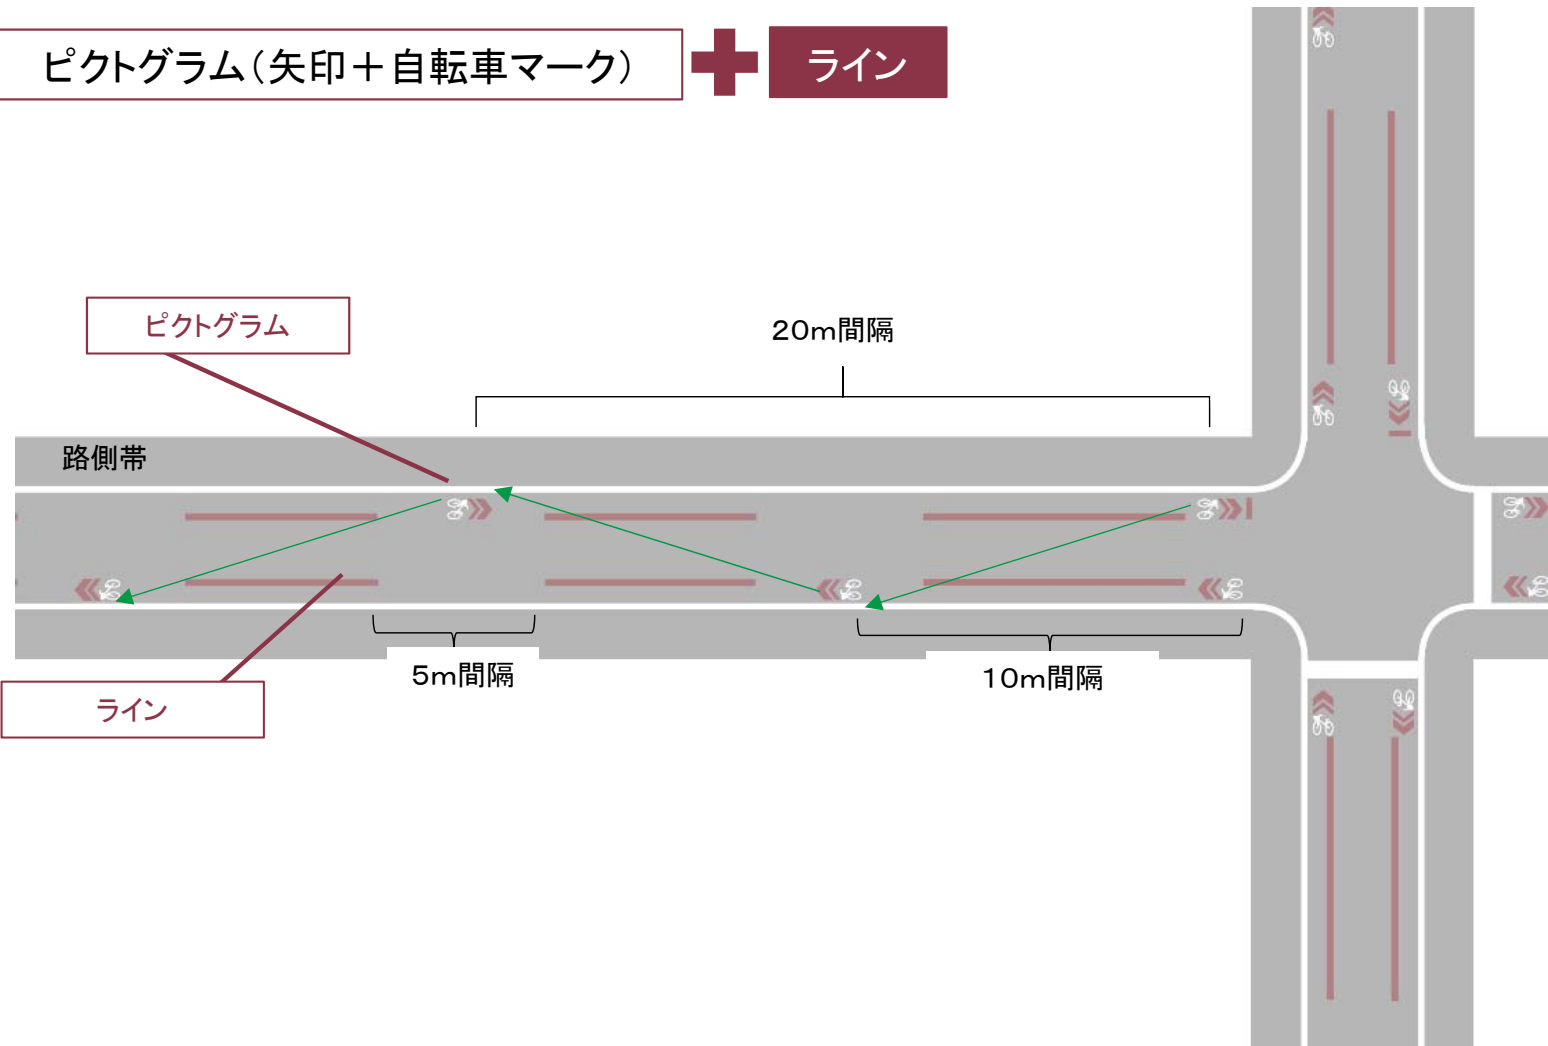 ピクトグラム（矢印＋自転車マーク）
ライン
ピクトグラム
20m間隔
路側帯
5m間隔
10m間隔
ライン